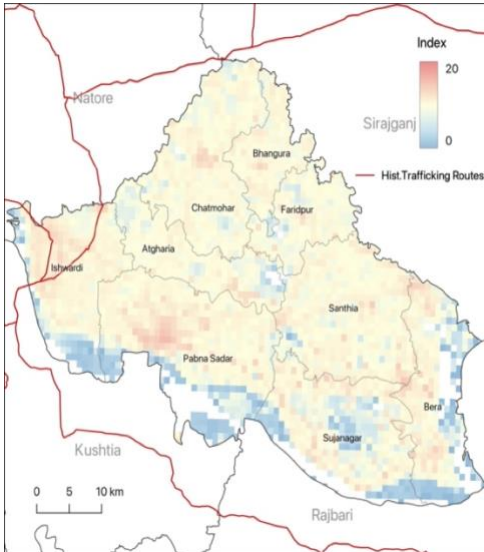 Index
20
0
Natore
Sirajganj
Hist.Trafficking Routes
Bhangura
Chatmohar
Faridpur
Atgharia
Ishwardi
Santhia
Pabna Sadar
Bera
Sujanagar
Kushtia
0 5 10 km
Rajbari